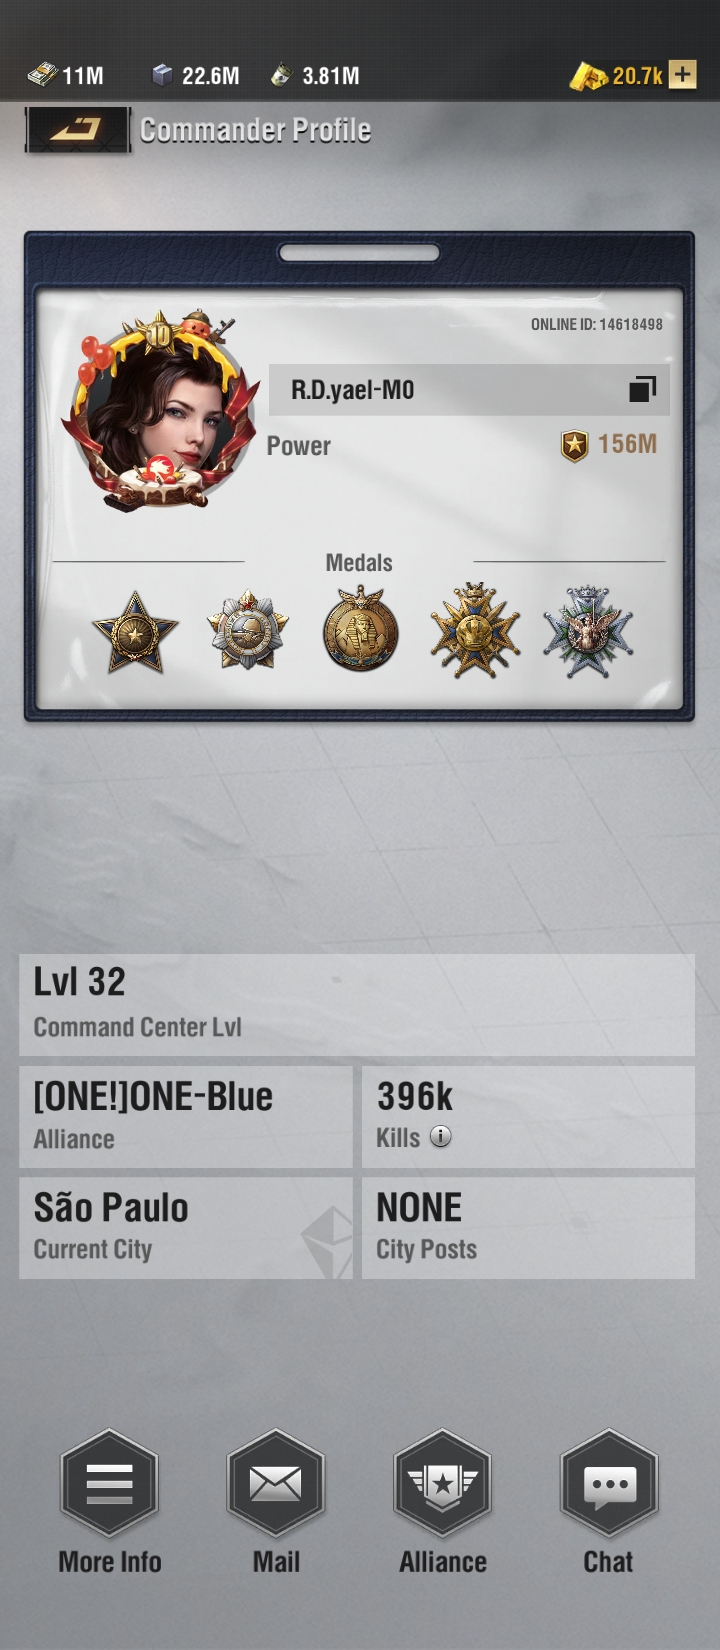 11M 22.6M 3.81M 20.7k
Commander Profile
ONLINE ID: 14618498
10
R.D.yael-M0
Power 156M
Medals
Lvl 32
Command Center Lvl
[ONE!]ONE-Blue
Alliance
396k
Kills
São Paulo
Current City
NONE
City Posts
More Info Mail Alliance Chat